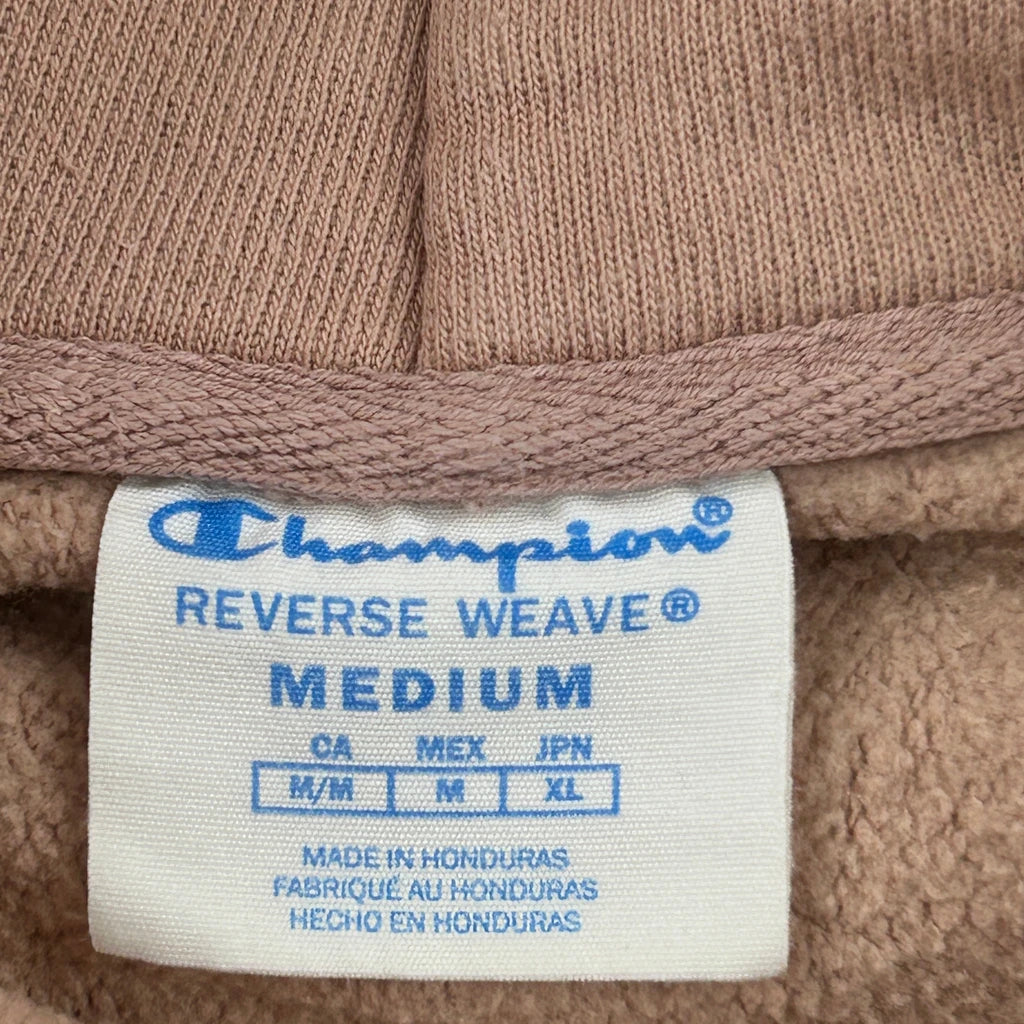 Champion®
REVERSE WEAVE®
MEDIUM
CA MEX JPN
M/M M XL
MADE IN HONDURAS
FABRIQUÉ AU HONDURAS
HECHO EN HONDURAS